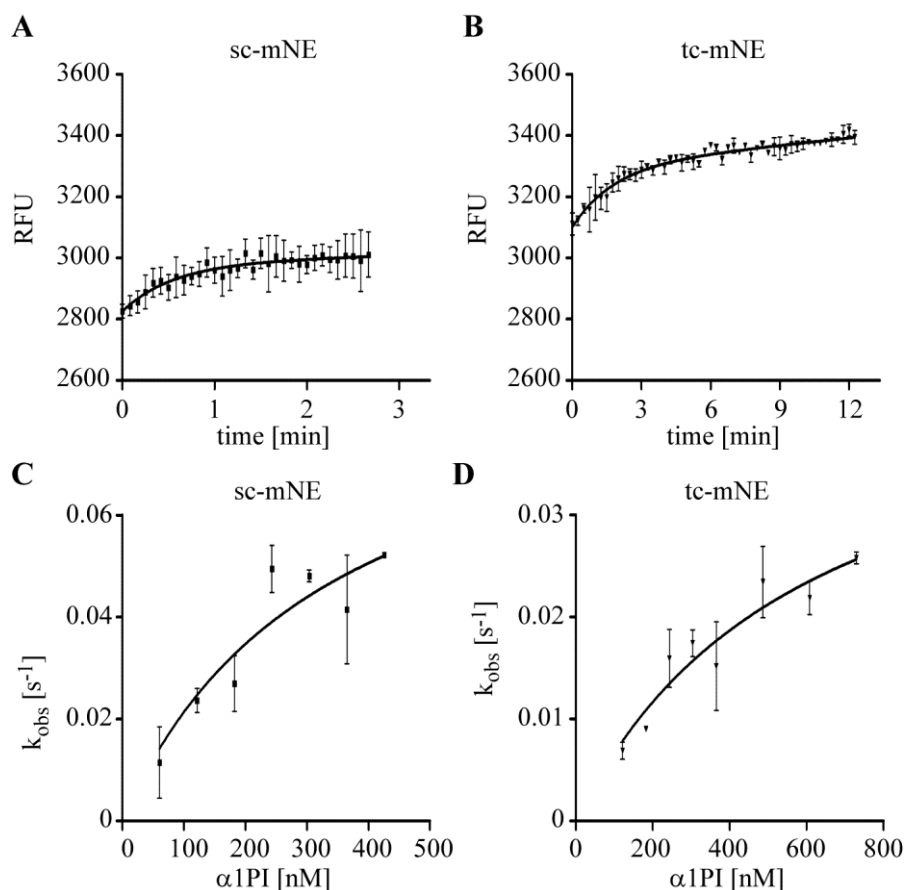 A
sc-mNE
3600
3400
3200
3000
2800
2600
RFU
0 1 2 3
time [min]
B
tc-mNE
3600
3400
3200
3000
2800
2600
RFU
0 3 6 9 12
time [min]
C
sc-mNE
0.06
0.04
0.02
0
kobs [s-1]
0 100 200 300 400 500
α1PI [nM]
D
tc-mNE
0.03
0.02
0.01
0
kobs [s-1]
0 200 400 600 800
α1PI [nM]